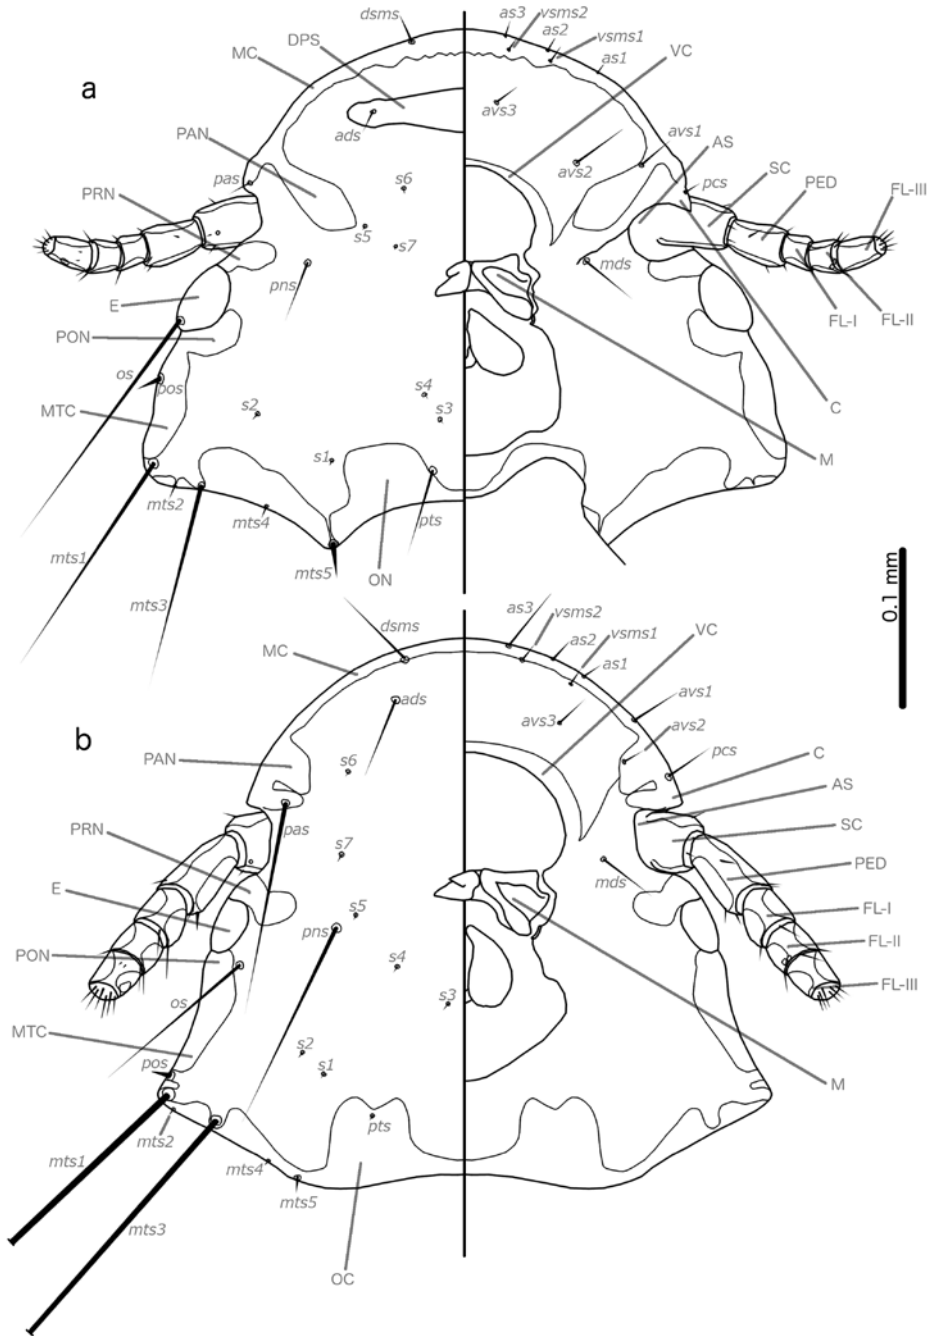 dsms
as3
vsms2
as2
vsms1
as1
DPS
MC
VC
a
avs3
ads
avs1
PAN
avs2
AS
SC
PED
FL-III
pas
s6
pcs
PRN
s5
s7
mds
pns
E
FL-I
FL-II
PON
os
pos
s4
C
MTC
s2
s3
s1
M
mts2
mts4
pts
mts1
mts5
ON
mts3
0.1 mm
dsms
as3
vsms2
as2
vsms1
as1
VC
MC
avs1
ads
avs3
avs2
b
PAN
s6
pcs
C
AS
PRN
pas
SC
s7
PED
E
mds
pns
s5
FL-I
PON
s4
FL-II
os
s3
FL-III
MTC
s2
pos
s1
M
mts2
pts
mts1
mts4
mts5
mts3
OC